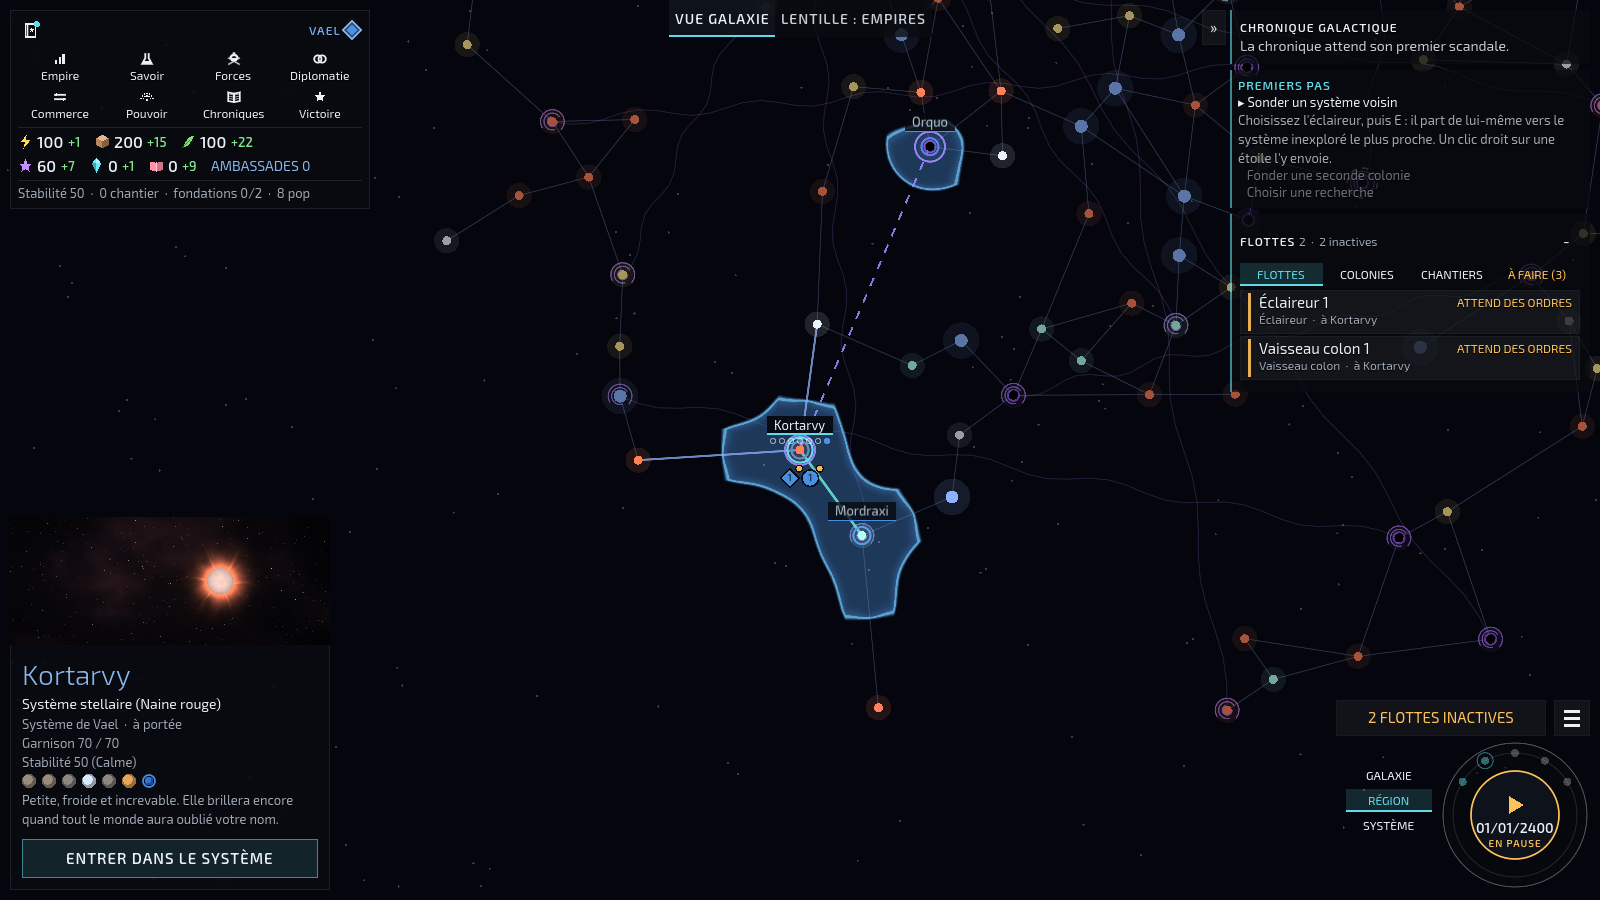 VAEL
Empire
Savoir
Forces
Diplomatie
Commerce
Pouvoir
Chroniques
Victoire
100 +1
200 +15
100 +22
60 +7
0 +1
0 +9
AMBASSADES 0
Stabilité 50 · 0 chantier · fondations 0/2 · 8 pop
VUE GALAXIE
LENTILLE : EMPIRES
»
CHRONIQUE GALACTIQUE
La chronique attend son premier scandale.
PREMIERS PAS
▸ Sonder un système voisin
Choisissez l'éclaireur, puis E : il part de lui-même vers le
système inexploré le plus proche. Un clic droit sur une
étoile l'y envoie.
Fonder une seconde colonie
Choisir une recherche
FLOTTES 2 · 2 inactives
-
FLOTTES
COLONIES
CHANTIERS
À FAIRE (3)
Éclaireur 1
ATTEND DES ORDRES
Éclaireur · à Kortarvy
Vaisseau colon 1
ATTEND DES ORDRES
Vaisseau colon · à Kortarvy
Orquo
Kortarvy
1
1
Mordraxi
Kortarvy
Système stellaire (Naine rouge)
Système de Vael · à portée
Garnison 70 / 70
Stabilité 50 (Calme)
Petite, froide et increvable. Elle brillera encore
quand tout le monde aura oublié votre nom.
ENTRER DANS LE SYSTÈME
2 FLOTTES INACTIVES
GALAXIE
RÉGION
SYSTÈME
01/01/2400
EN PAUSE